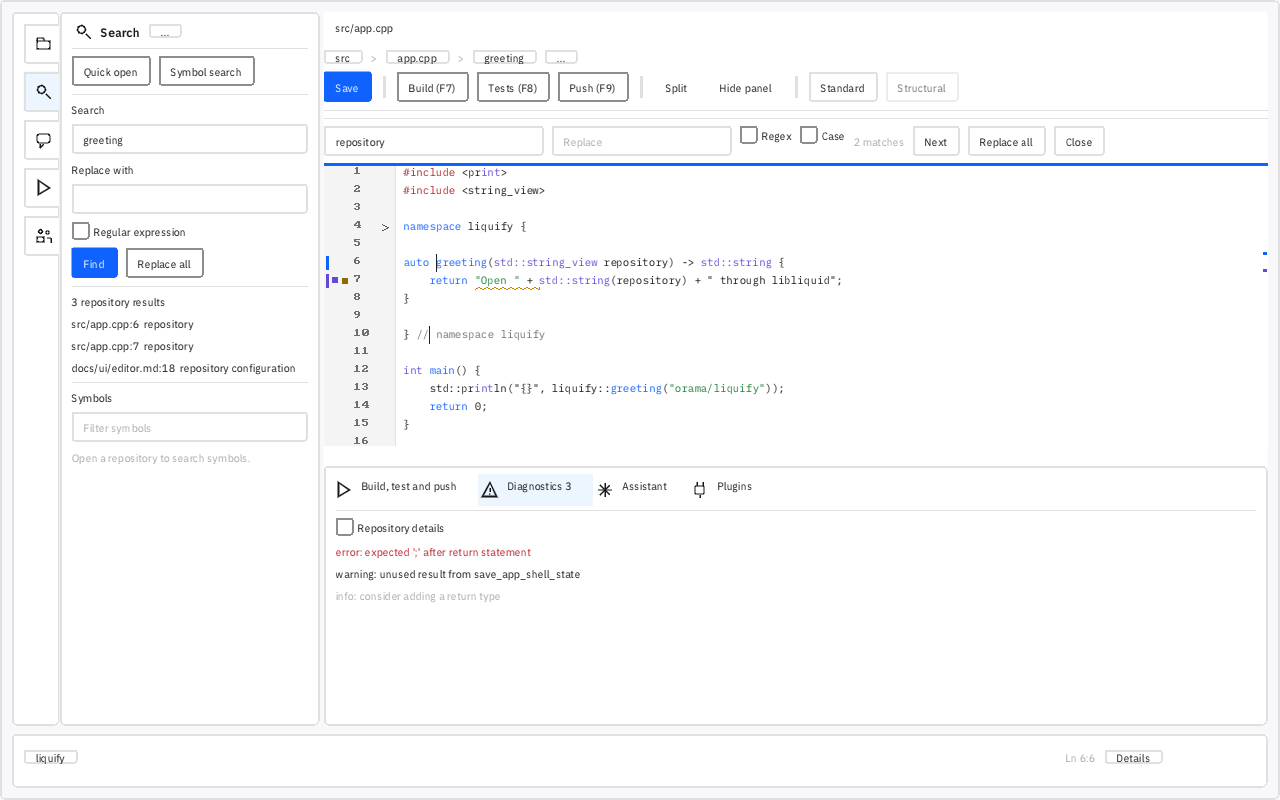 Search ...
Quick open Symbol search
Search
greeting
Replace with
Regular expression
Find Replace all
3 repository results
src/app.cpp:6 repository
src/app.cpp:7 repository
docs/ui/editor.md:18 repository configuration
Symbols
Filter symbols
Open a repository to search symbols.
src/app.cpp
src > app.cpp > greeting ...
Save Build (F7) Tests (F8) Push (F9) Split Hide panel Standard Structural
repository Replace Regex Case 2 matches Next Replace all Close
1 #include <print>
2 #include <string_view>
3
4 > namespace liquify {
5
6 auto greeting(std::string_view repository) -> std::string {
7 return "Open " + std::string(repository) + " through libliquid";
8 }
9
10 } // namespace liquify
11
12 int main() {
13 std::println("{}", liquify::greeting("orama/liquify"));
14 return 0;
15 }
16
Build, test and push Diagnostics 3 Assistant Plugins
Repository details
error: expected ';' after return statement
warning: unused result from save_app_shell_state
info: consider adding a return type
liquify Ln 6:6 Details